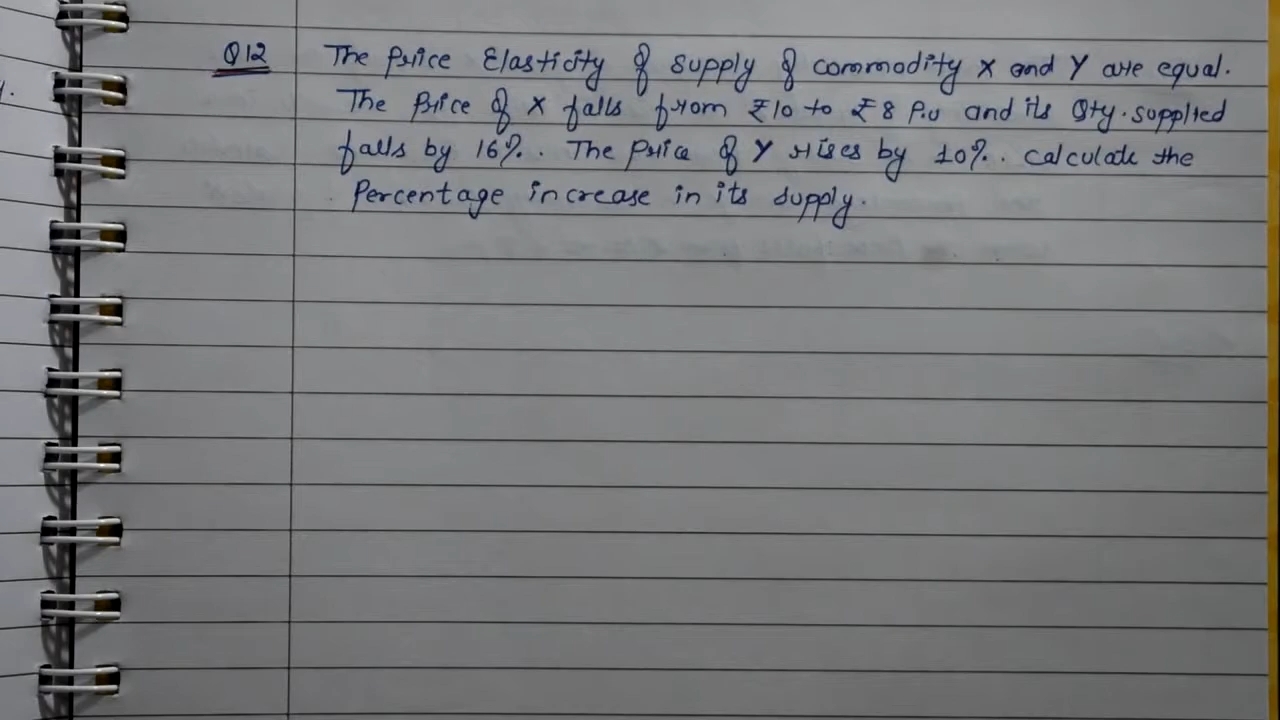 Q12 The Price Elasticity of supply of commodity X and Y are equal.
The Price of X falls from ₹10 to ₹8 P.U and its Qty. supplied
falls by 16%. The Price of Y rises by 10%. calculate the
Percentage increase in its supply.